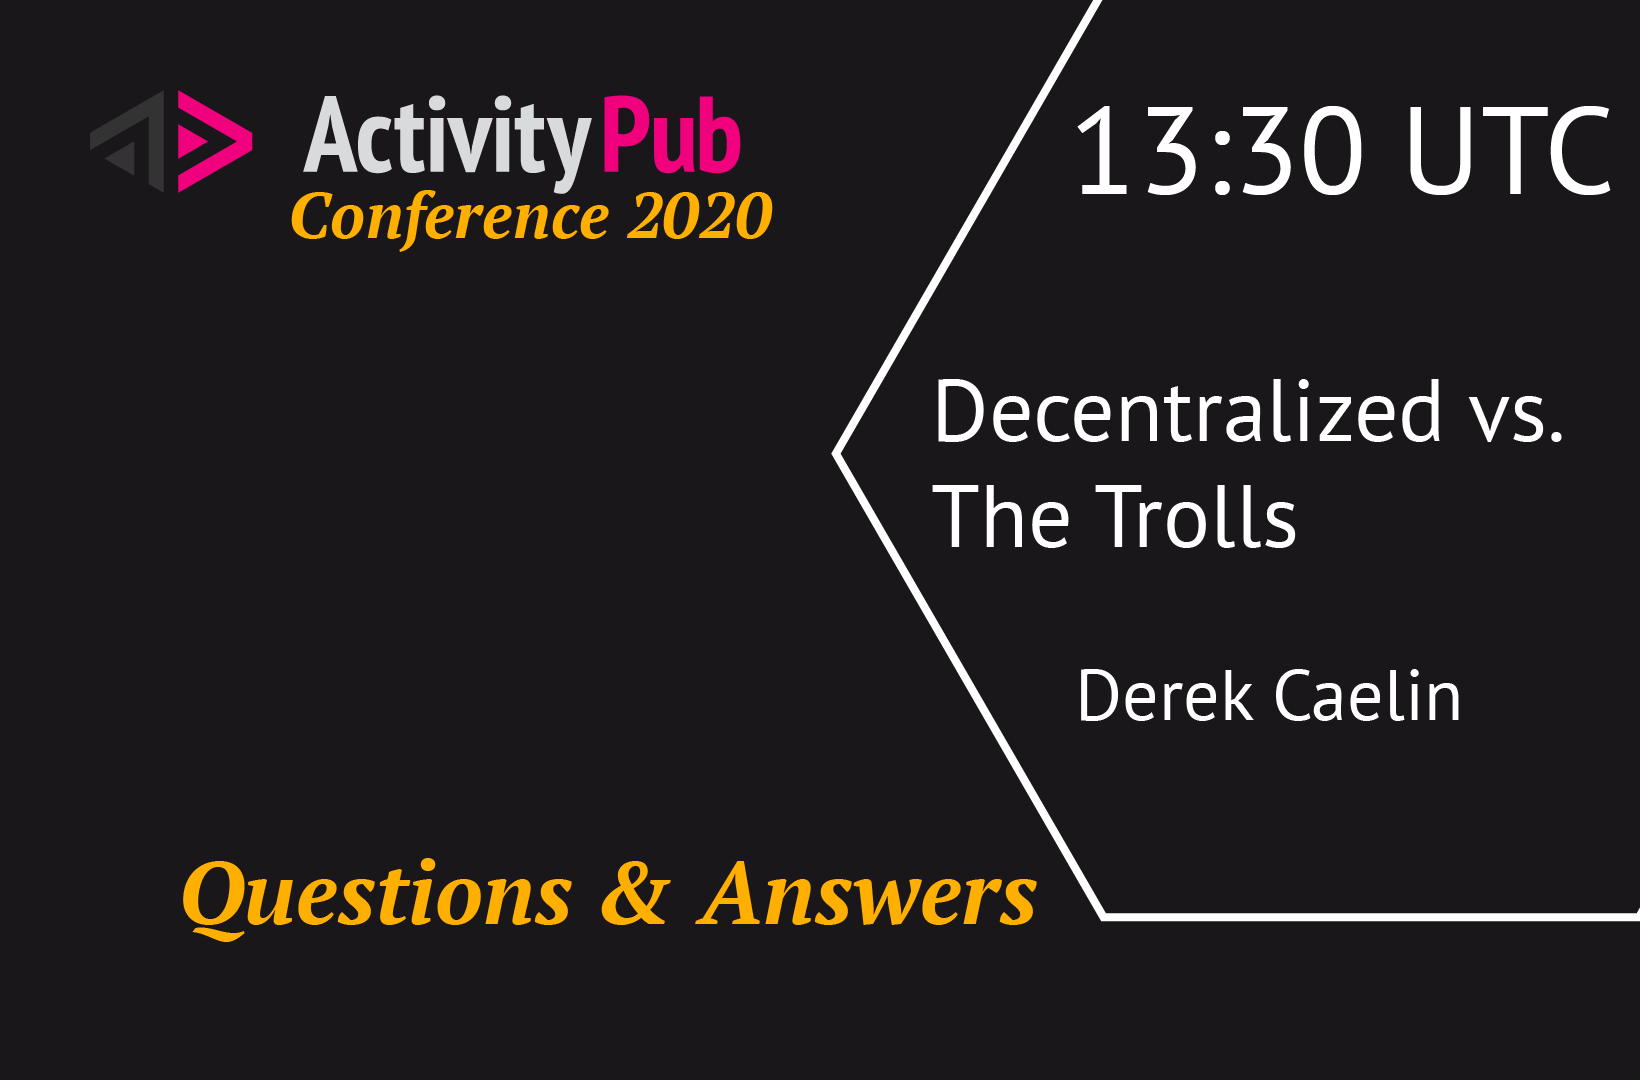 ActivityPub
Conference 2020
13:30 UTC
Decentralized vs.
The Trolls
Derek Caelin
Questions & Answers